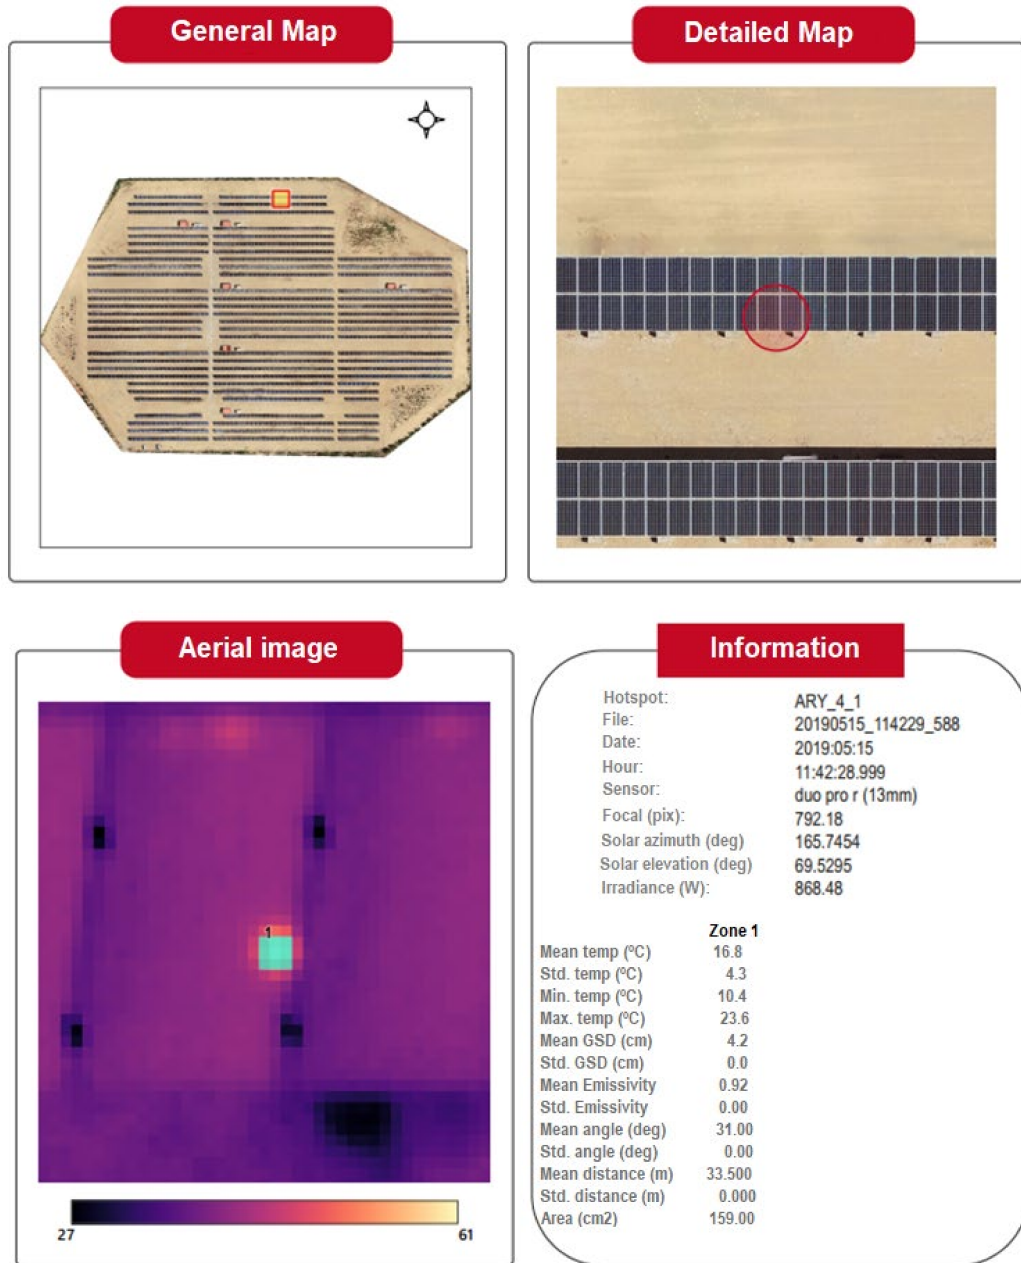 General Map
Detailed Map
Aerial image
1
27 61
Information
Hotspot: ARY_4_1
File: 20190515_114229_588
Date: 2019:05:15
Hour: 11:42:28.999
Sensor: duo pro r (13mm)
Focal (pix): 792.18
Solar azimuth (deg) 165.7454
Solar elevation (deg) 69.5295
Irradiance (W): 868.48
Zone 1
Mean temp (ºC) 16.8
Std. temp (ºC) 4.3
Min. temp (ºC) 10.4
Max. temp (ºC) 23.6
Mean GSD (cm) 4.2
Std. GSD (cm) 0.0
Mean Emissivity 0.92
Std. Emissivity 0.00
Mean angle (deg) 31.00
Std. angle (deg) 0.00
Mean distance (m) 33.500
Std. distance (m) 0.000
Area (cm2) 159.00